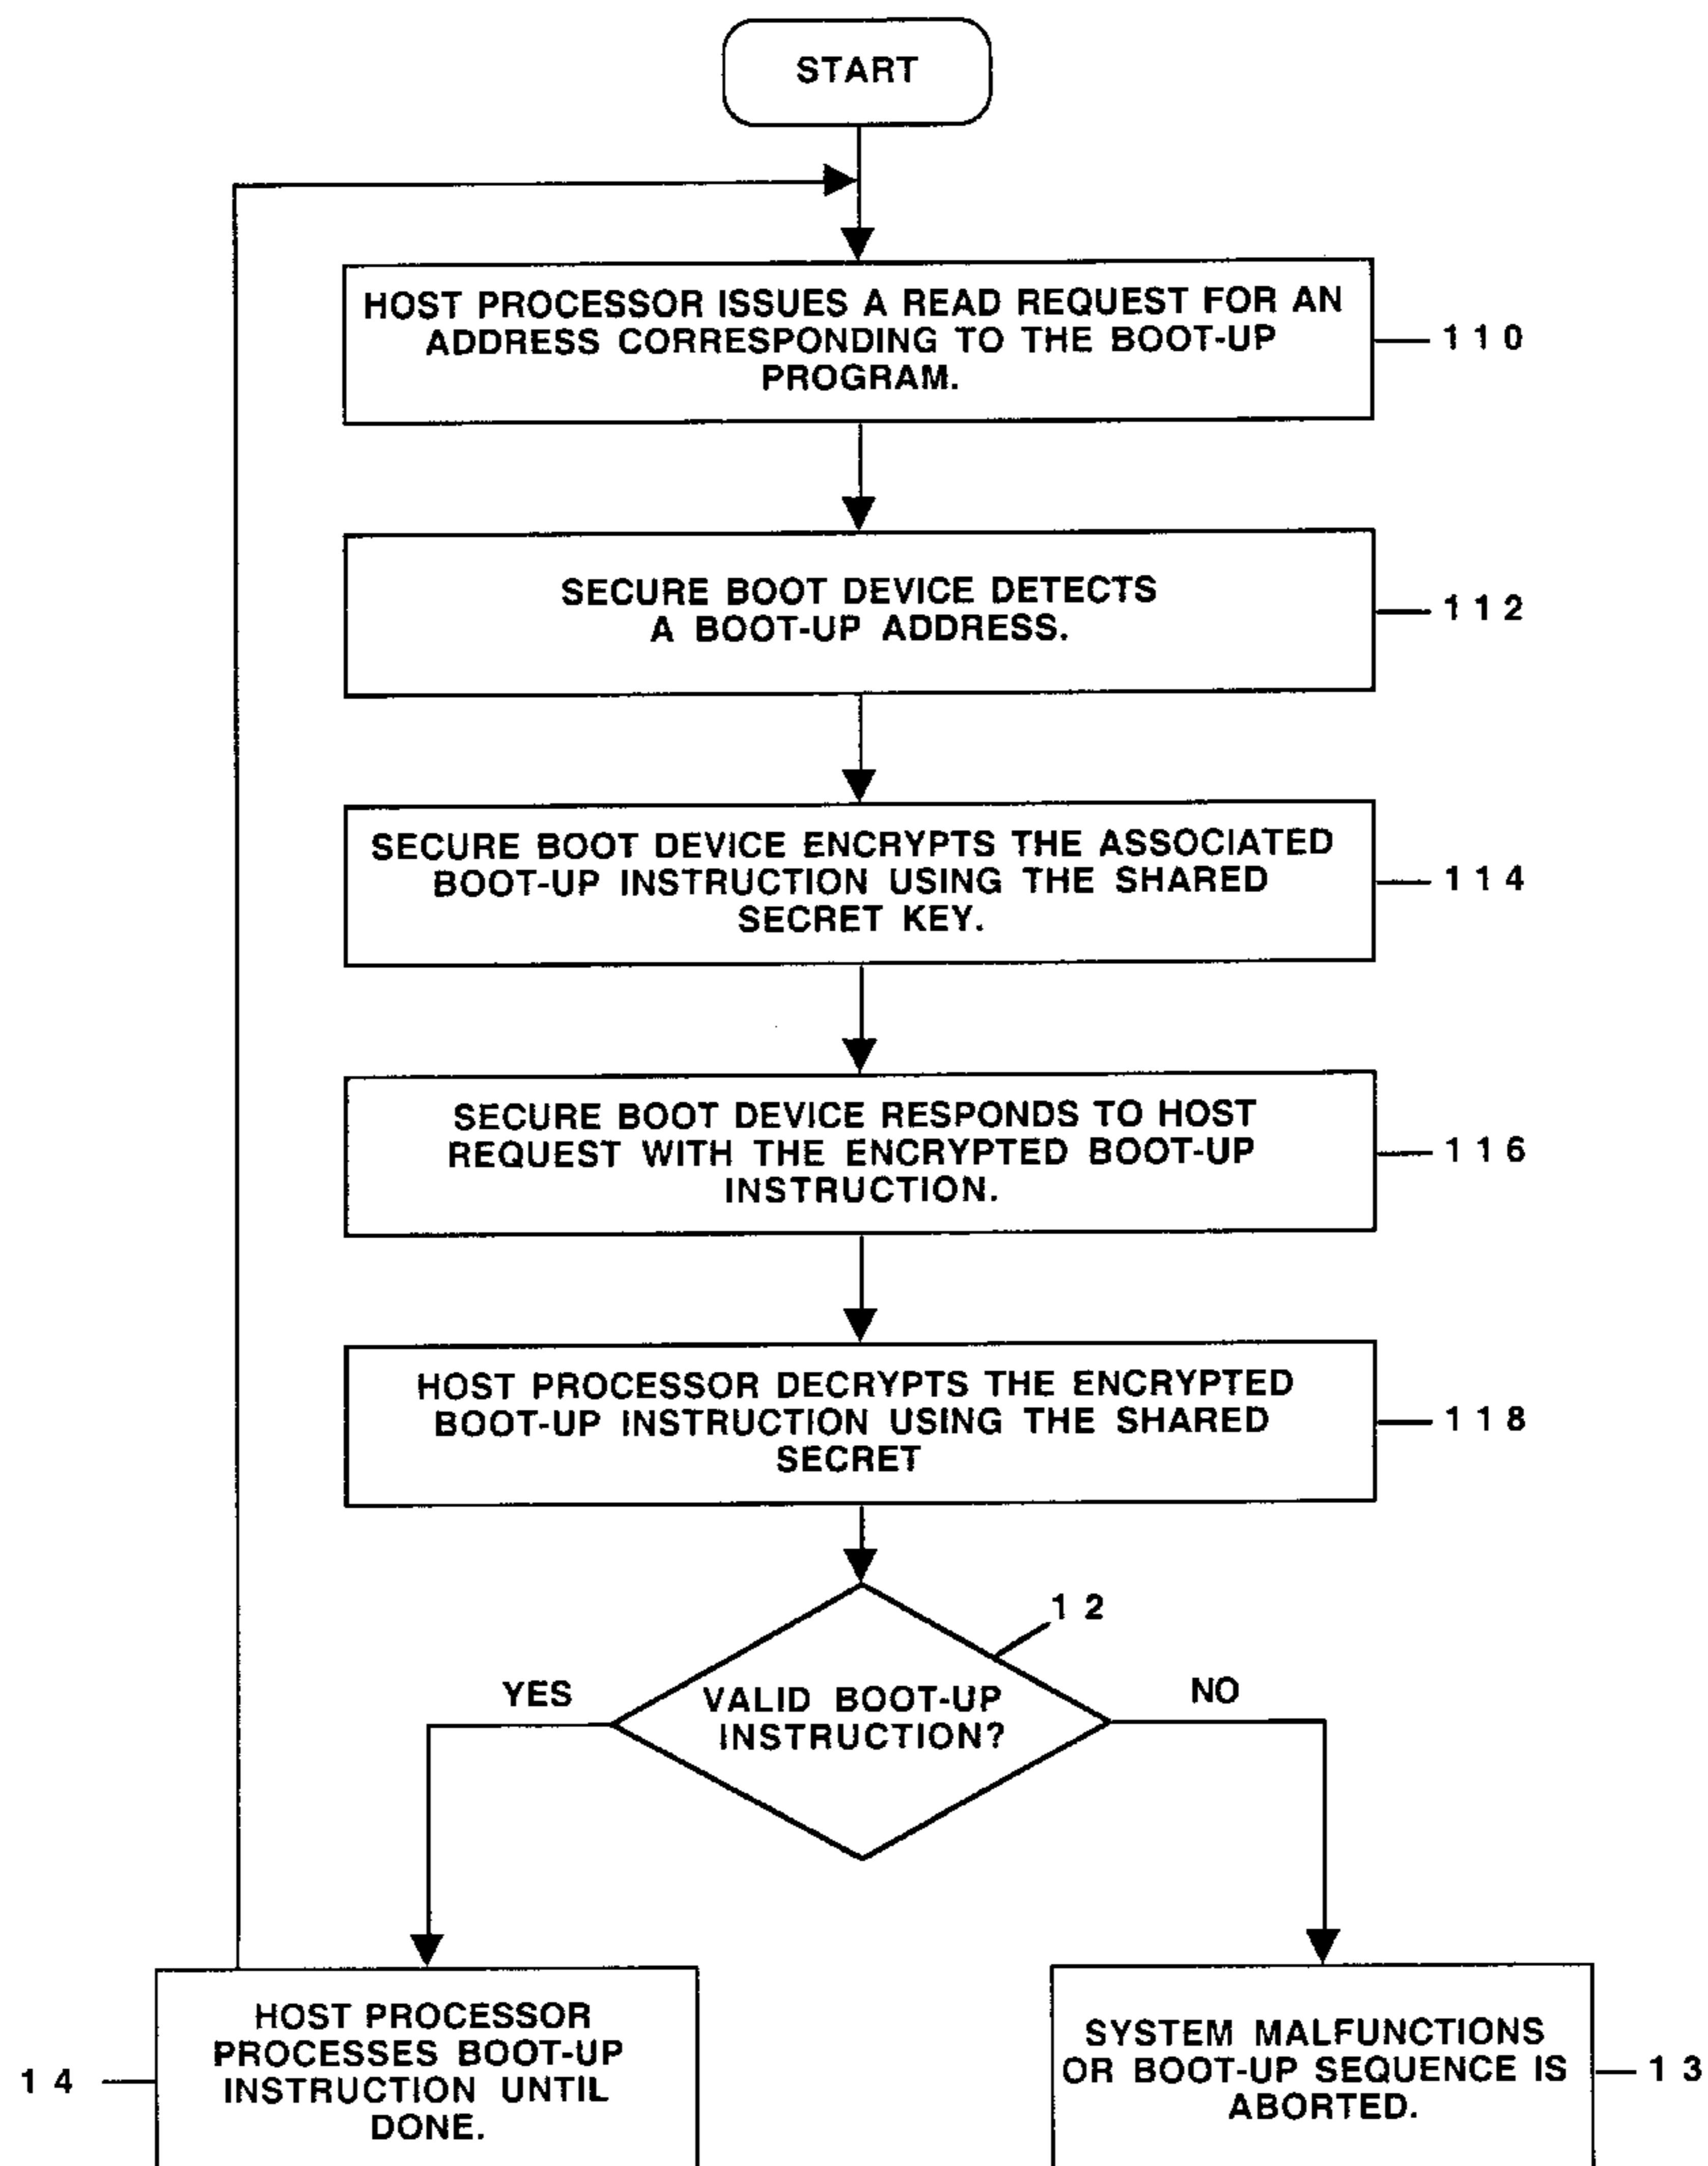 START
HOST PROCESSOR ISSUES A READ REQUEST FOR AN
ADDRESS CORRESPONDING TO THE BOOT-UP
PROGRAM.
110
SECURE BOOT DEVICE DETECTS
A BOOT-UP ADDRESS.
112
SECURE BOOT DEVICE ENCRYPTS THE ASSOCIATED
BOOT-UP INSTRUCTION USING THE SHARED
SECRET KEY.
114
SECURE BOOT DEVICE RESPONDS TO HOST
REQUEST WITH THE ENCRYPTED BOOT-UP
INSTRUCTION.
116
HOST PROCESSOR DECRYPTS THE ENCRYPTED
BOOT-UP INSTRUCTION USING THE SHARED
SECRET
118
12
YES
VALID BOOT-UP
INSTRUCTION?
NO
HOST PROCESSOR
PROCESSES BOOT-UP
INSTRUCTION UNTIL
DONE.
14
SYSTEM MALFUNCTIONS
OR BOOT-UP SEQUENCE IS
ABORTED.
13